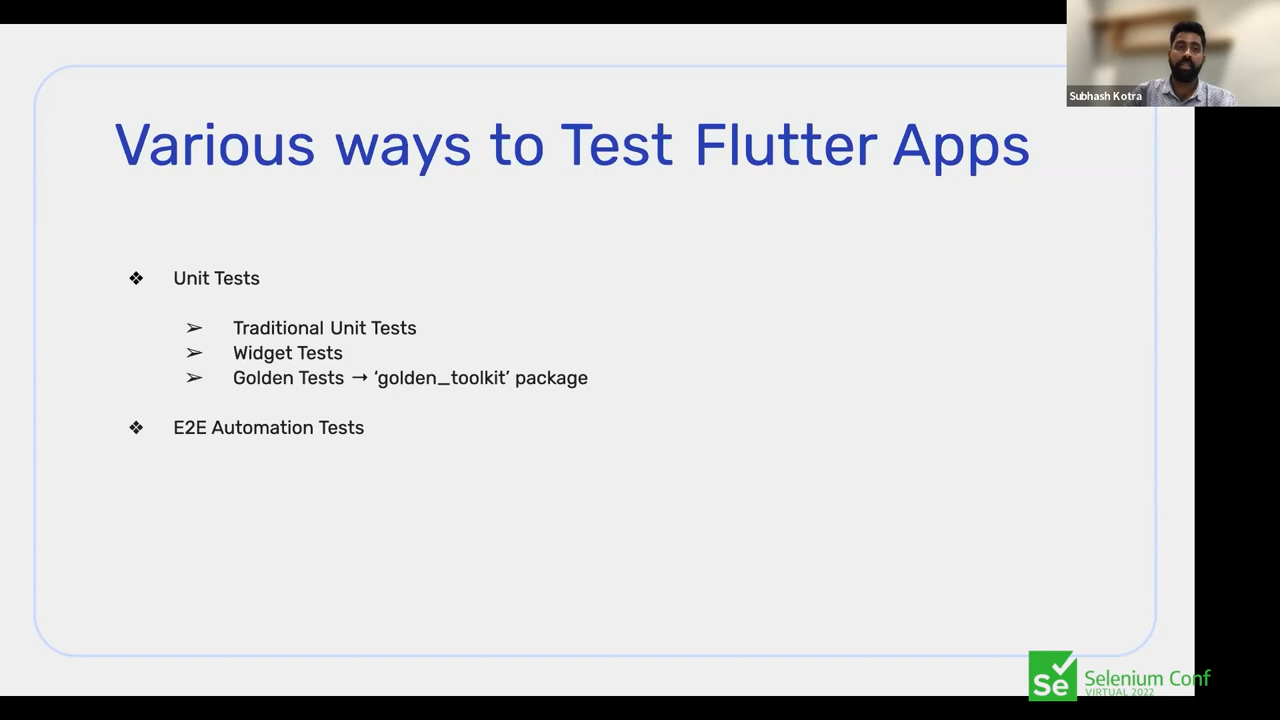 Subhash Kotra
Various ways to Test Flutter Apps
❖ Unit Tests
➢ Traditional Unit Tests
➢ Widget Tests
➢ Golden Tests → ‘golden_toolkit’ package
❖ E2E Automation Tests
Se Selenium Conf
VIRTUAL 2022